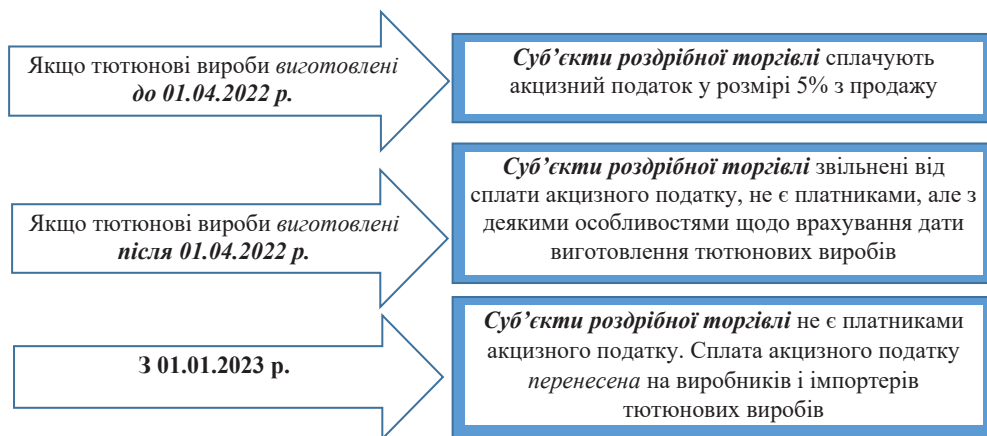 Якщо тютюнові вироби виготовлені
до 01.04.2022 р.
Суб’єкти роздрібної торгівлі сплачують
акцизний податок у розмірі 5% з продажу
Якщо тютюнові вироби виготовлені
після 01.04.2022 р.
Суб’єкти роздрібної торгівлі звільнені від
сплати акцизного податку, не є платниками, але з
деякими особливостями щодо врахування дати
виготовлення тютюнових виробів
З 01.01.2023 р.
Суб’єкти роздрібної торгівлі не є платниками
акцизного податку. Сплата акцизного податку
перенесена на виробників і імпортерів
тютюнових виробів